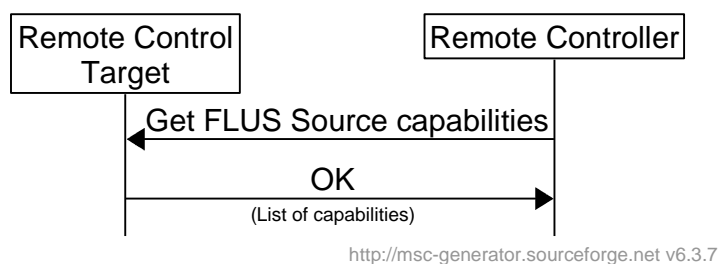 Remote Control
Target
Remote Controller
Get FLUS Source capabilities
OK
(List of capabilities)
http://msc-generator.sourceforge.net v6.3.7